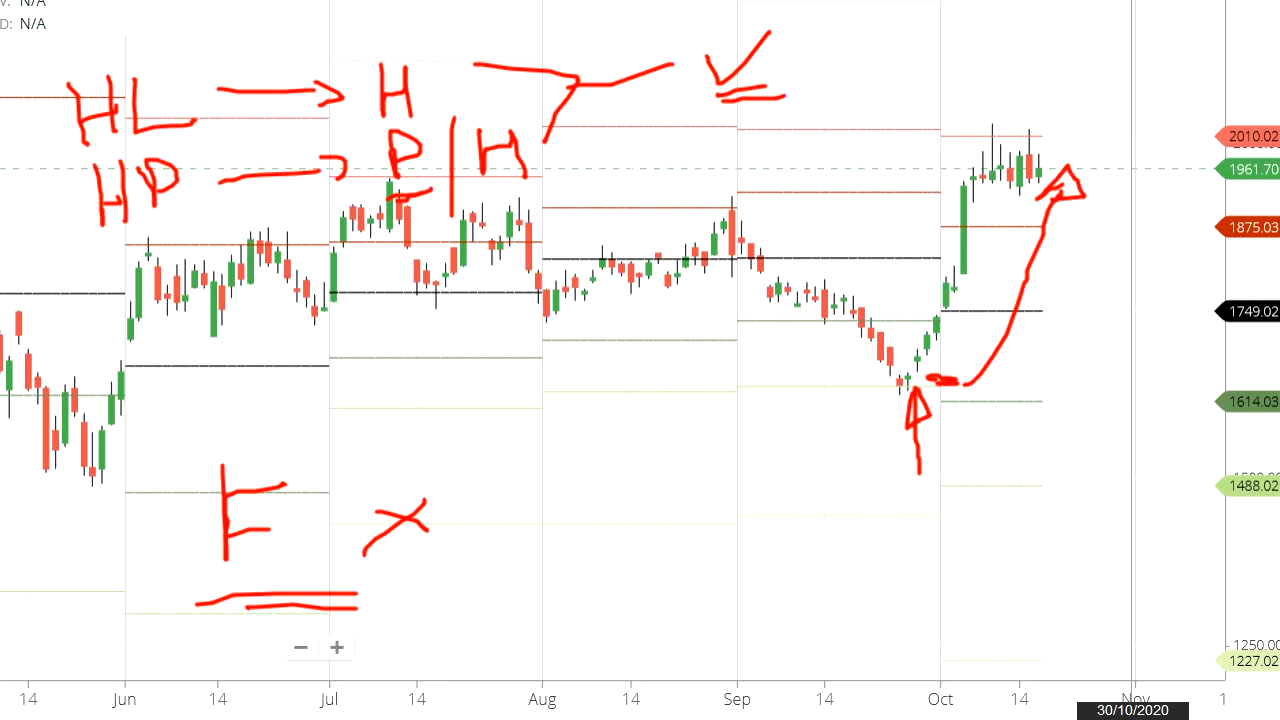 D: N/A
HL H
HP P | H
F x
2010.02
1961.70
1875.03
1749.02
1614.03
1488.02
1250.00
1227.02
14 Jun 14 Jul 14 Aug 14 Sep 14 Oct 14 Nov 1
30/10/2020